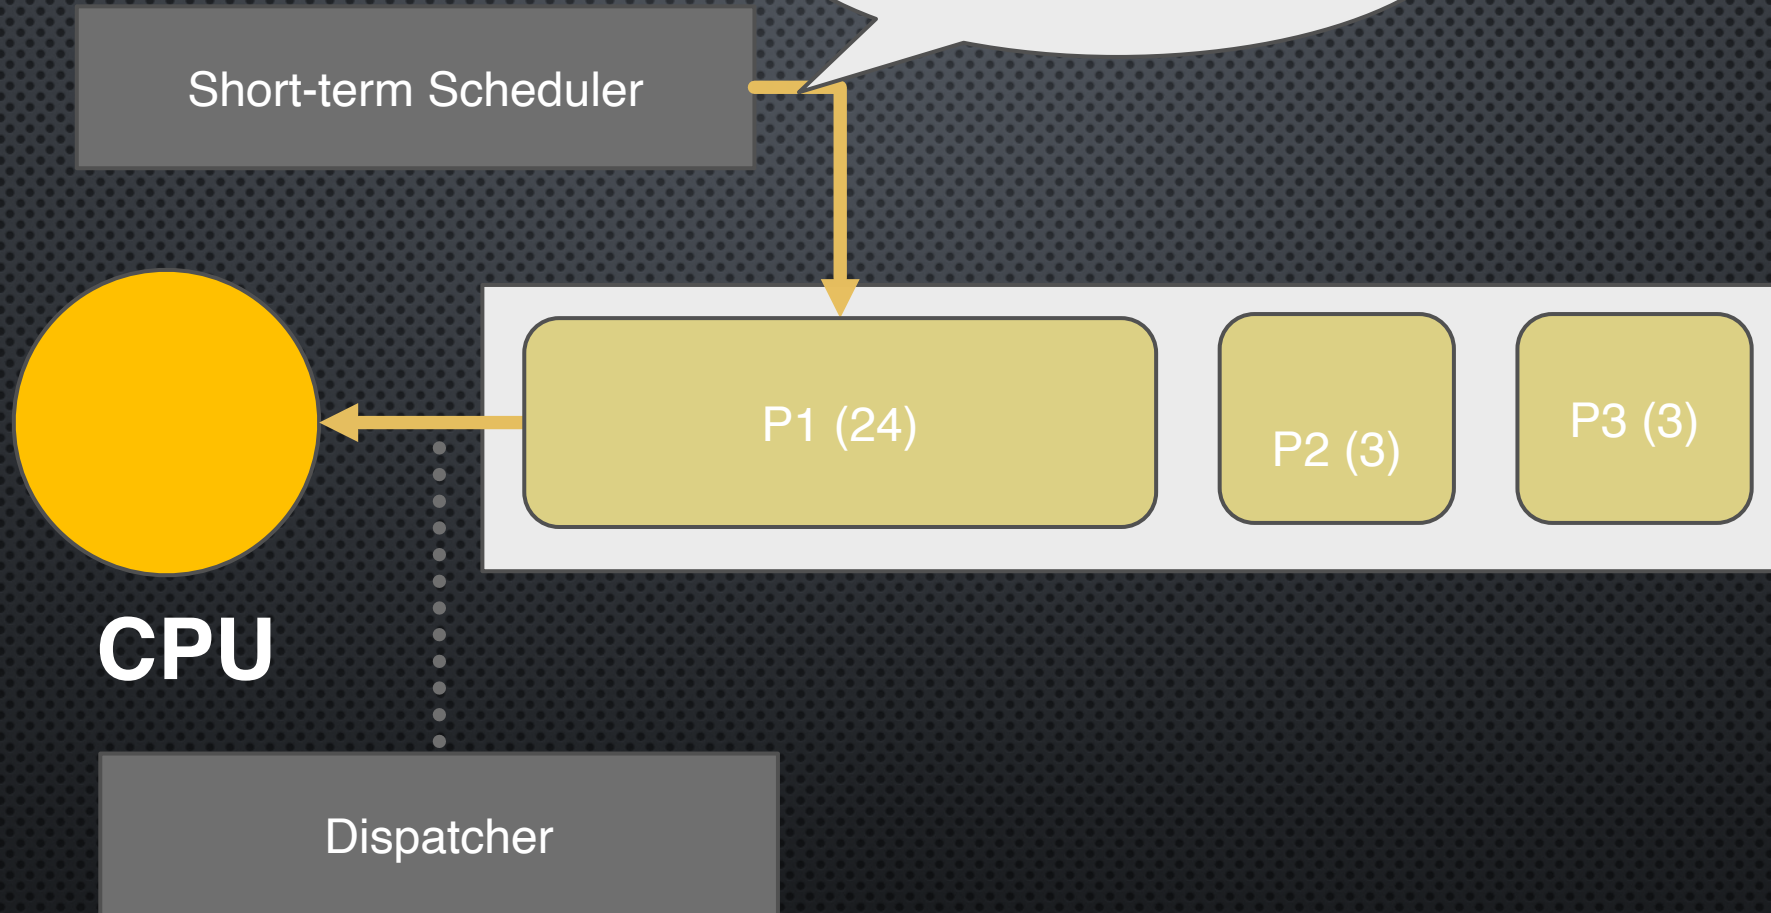 Short-term Scheduler
P1 (24)
P2 (3)
P3 (3)
CPU
Dispatcher